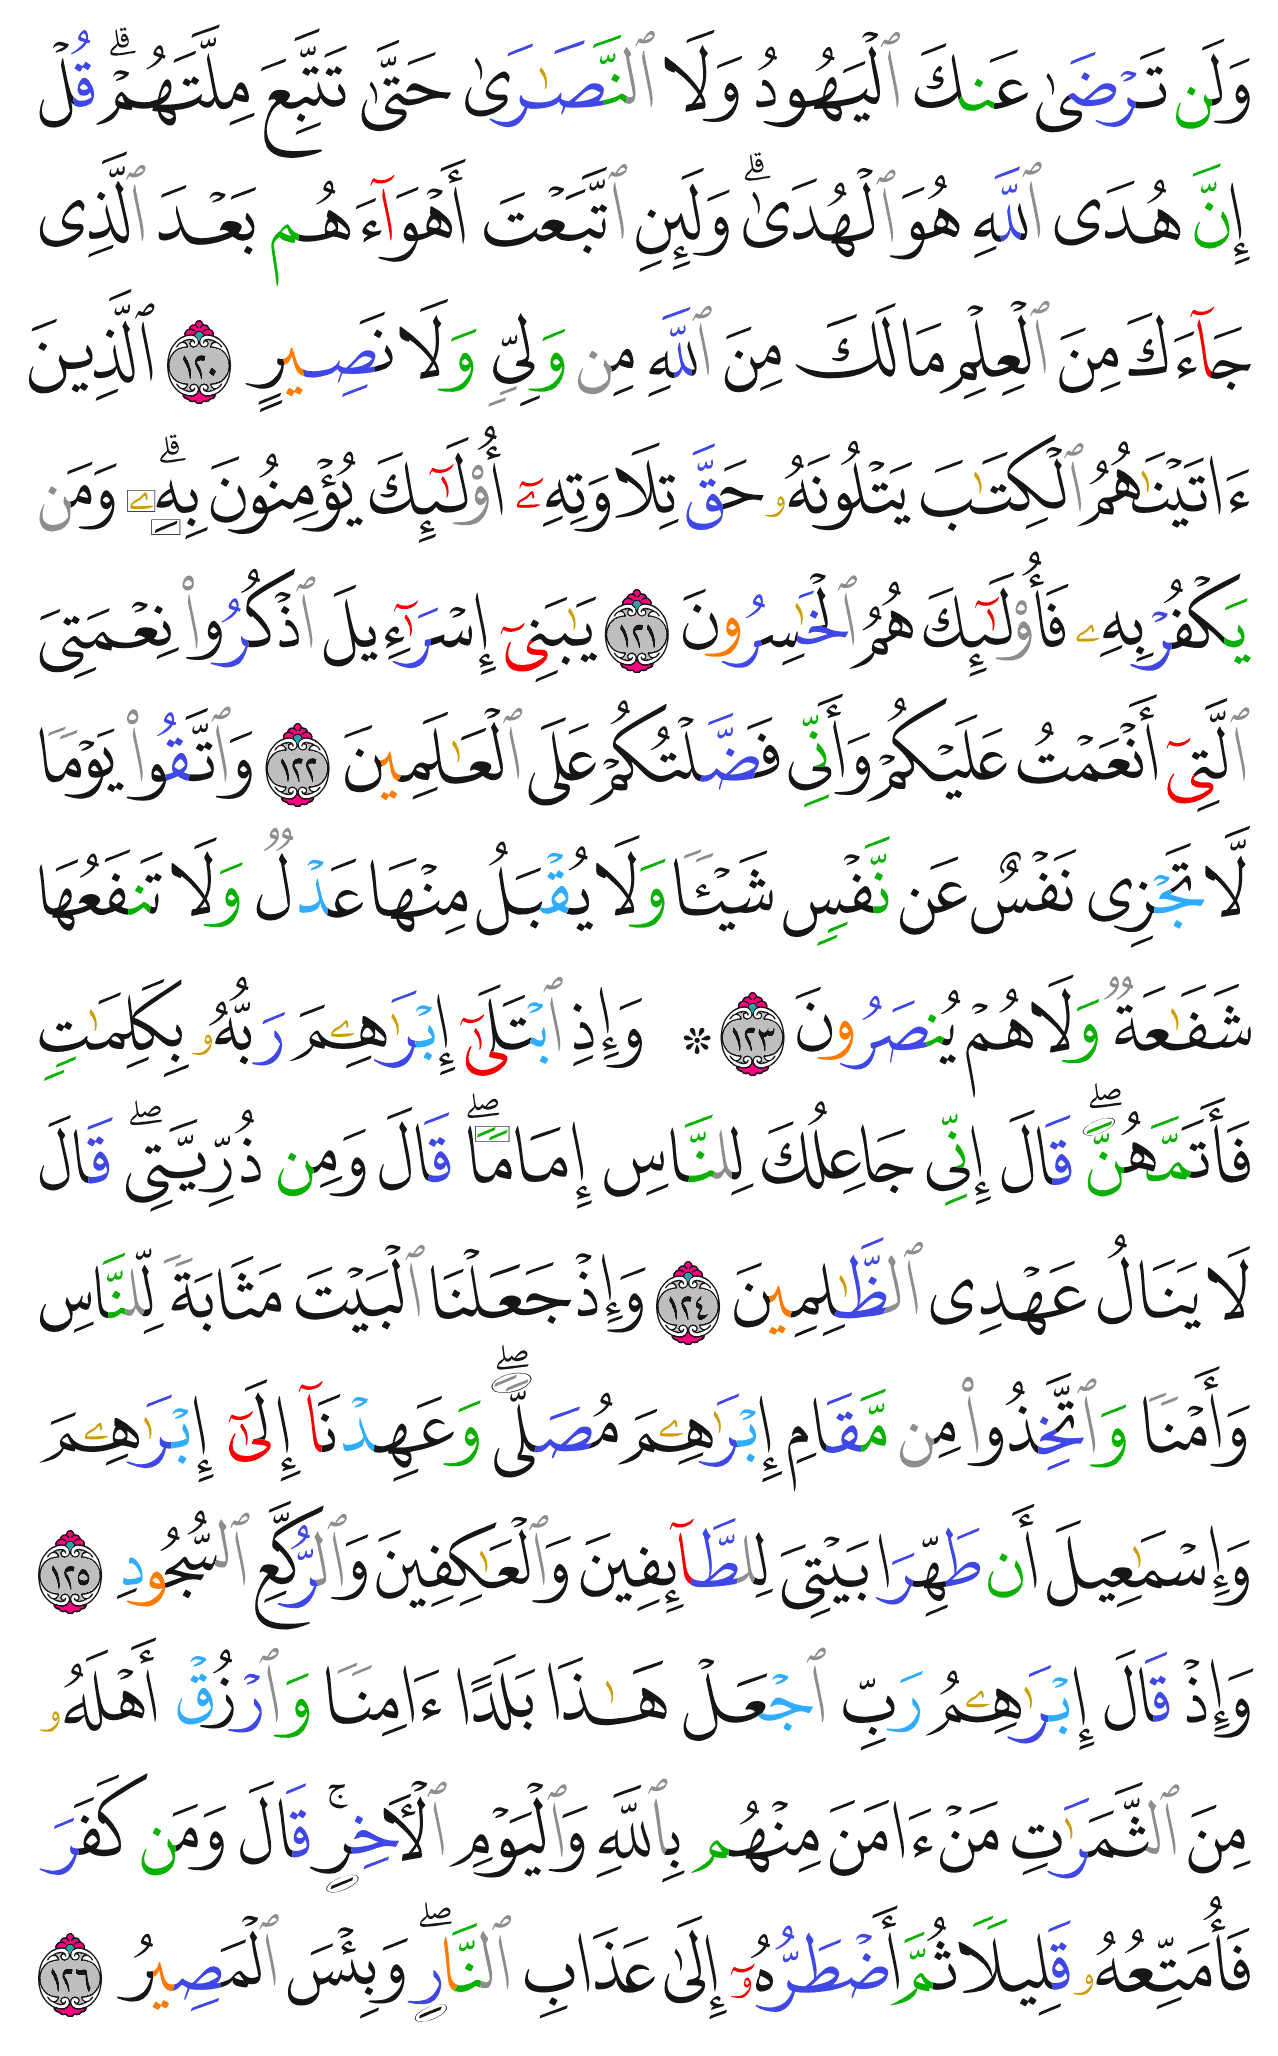 وَلَن تَرْضَىٰ عَنكَ ٱلْيَهُودُ وَلَا ٱلنَّصَـٰرَىٰ حَتَّىٰ تَتَّبِعَ مِلَّتَهُمْ ۗ قُلْ
إِنَّ هُدَى ٱللَّهِ هُوَ ٱلْهُدَىٰ ۗ وَلَئِنِ ٱتَّبَعْتَ أَهْوَآءَهُم بَعْدَ ٱلَّذِى
جَآءَكَ مِنَ ٱلْعِلْمِ مَا لَكَ مِنَ ٱللَّهِ مِن وَلِىٍّ وَلَا نَصِيرٍ ١٢٠ ٱلَّذِينَ
ءَاتَيْنَـٰهُمُ ٱلْكِتَـٰبَ يَتْلُونَهُۥ حَقَّ تِلَاوَتِهِۦٓ أُو۟لَـٰٓئِكَ يُؤْمِنُونَ بِهِۦ ۗ وَمَن
يَكْفُرْ بِهِۦ فَأُو۟لَـٰٓئِكَ هُمُ ٱلْخَـٰسِرُونَ ١٢١ يَـٰبَنِىٓ إِسْرَٰٓءِيلَ ٱذْكُرُوا۟ نِعْمَتِىَ
ٱلَّتِىٓ أَنْعَمْتُ عَلَيْكُمْ وَأَنِّى فَضَّلْتُكُمْ عَلَى ٱلْعَـٰلَمِينَ ١٢٢ وَٱتَّقُوا۟ يَوْمًا
لَّا تَجْزِى نَفْسٌ عَن نَّفْسٍ شَيْـًٔا وَلَا يُقْبَلُ مِنْهَا عَدْلٌ وَلَا تَنفَعُهَا
شَفَـٰعَةٌ وَلَا هُمْ يُنصَرُونَ ١٢٣ ۞ وَإِذِ ٱبْتَلَىٰٓ إِبْرَٰهِـۧمَ رَبُّهُۥ بِكَلِمَـٰتٍ
فَأَتَمَّهُنَّ ۖ قَالَ إِنِّى جَاعِلُكَ لِلنَّاسِ إِمَامًا ۖ قَالَ وَمِن ذُرِّيَّتِى ۖ قَالَ
لَا يَنَالُ عَهْدِى ٱلظَّـٰلِمِينَ ١٢٤ وَإِذْ جَعَلْنَا ٱلْبَيْتَ مَثَابَةً لِّلنَّاسِ
وَأَمْنًا وَٱتَّخِذُوا۟ مِن مَّقَامِ إِبْرَٰهِـۧمَ مُصَلًّى ۖ وَعَهِدْنَآ إِلَىٰٓ إِبْرَٰهِـۧمَ
وَإِسْمَـٰعِيلَ أَن طَهِّرَا بَيْتِىَ لِلطَّآئِفِينَ وَٱلْعَـٰكِفِينَ وَٱلرُّكَّعِ ٱلسُّجُودِ ١٢٥
وَإِذْ قَالَ إِبْرَٰهِـۧمُ رَبِّ ٱجْعَلْ هَـٰذَا بَلَدًا ءَامِنًا وَٱرْزُقْ أَهْلَهُۥ
مِنَ ٱلثَّمَرَٰتِ مَنْ ءَامَنَ مِنْهُم بِٱللَّهِ وَٱلْيَوْمِ ٱلْـَٔاخِرِ ۚ قَالَ وَمَن كَفَرَ
فَأُمَتِّعُهُۥ قَلِيلًا ثُمَّ أَضْطَرُّهُۥٓ إِلَىٰ عَذَابِ ٱلنَّارِ ۖ وَبِئْسَ ٱلْمَصِيرُ ١٢٦